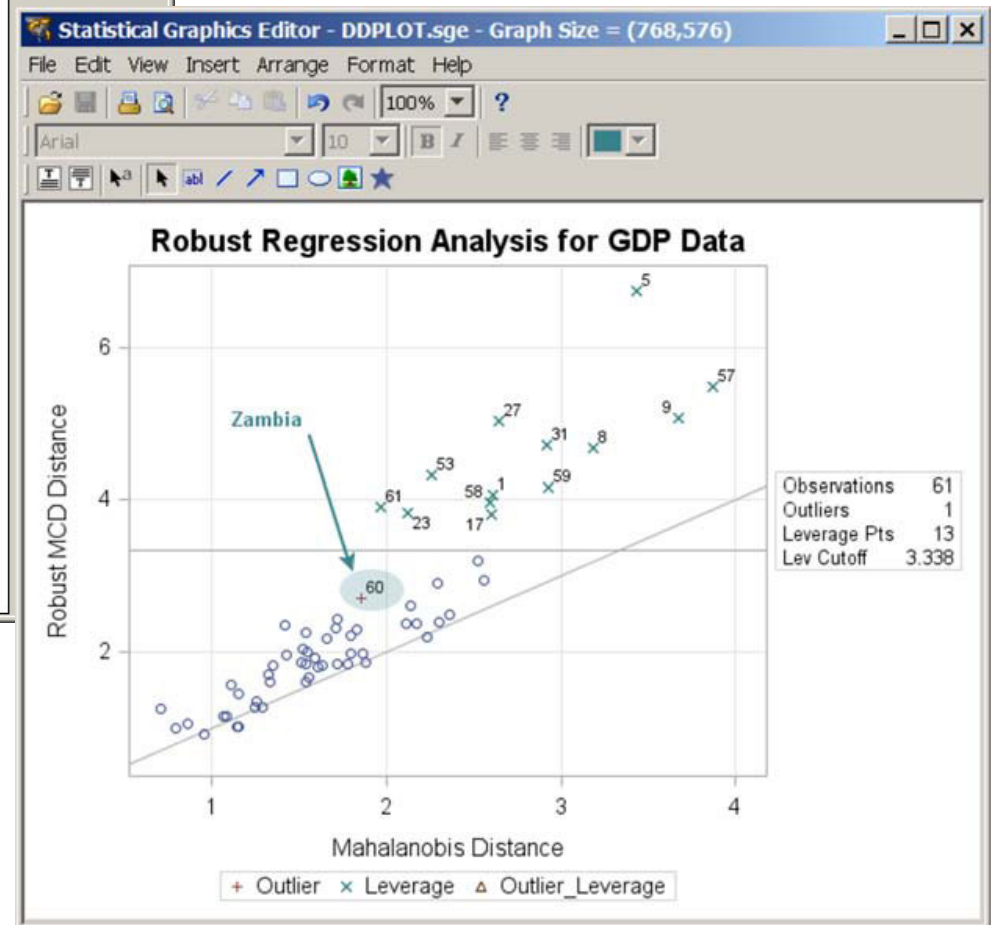 Statistical Graphics Editor - DDPLOT.sge - Graph Size = (768,576)
File Edit View Insert Arrange Format Help
100% ?
Arial 10 B I
abl
Robust Regression Analysis for GDP Data
Robust MCD Distance
6
4
2
5
57
9
27
31
8
53
59
1
58
61
23
17
Zambia
60
Observations 61
Outliers 1
Leverage Pts 13
Lev Cutoff 3.338
1 2 3 4
Mahalanobis Distance
+ Outlier × Leverage △ Outlier_Leverage